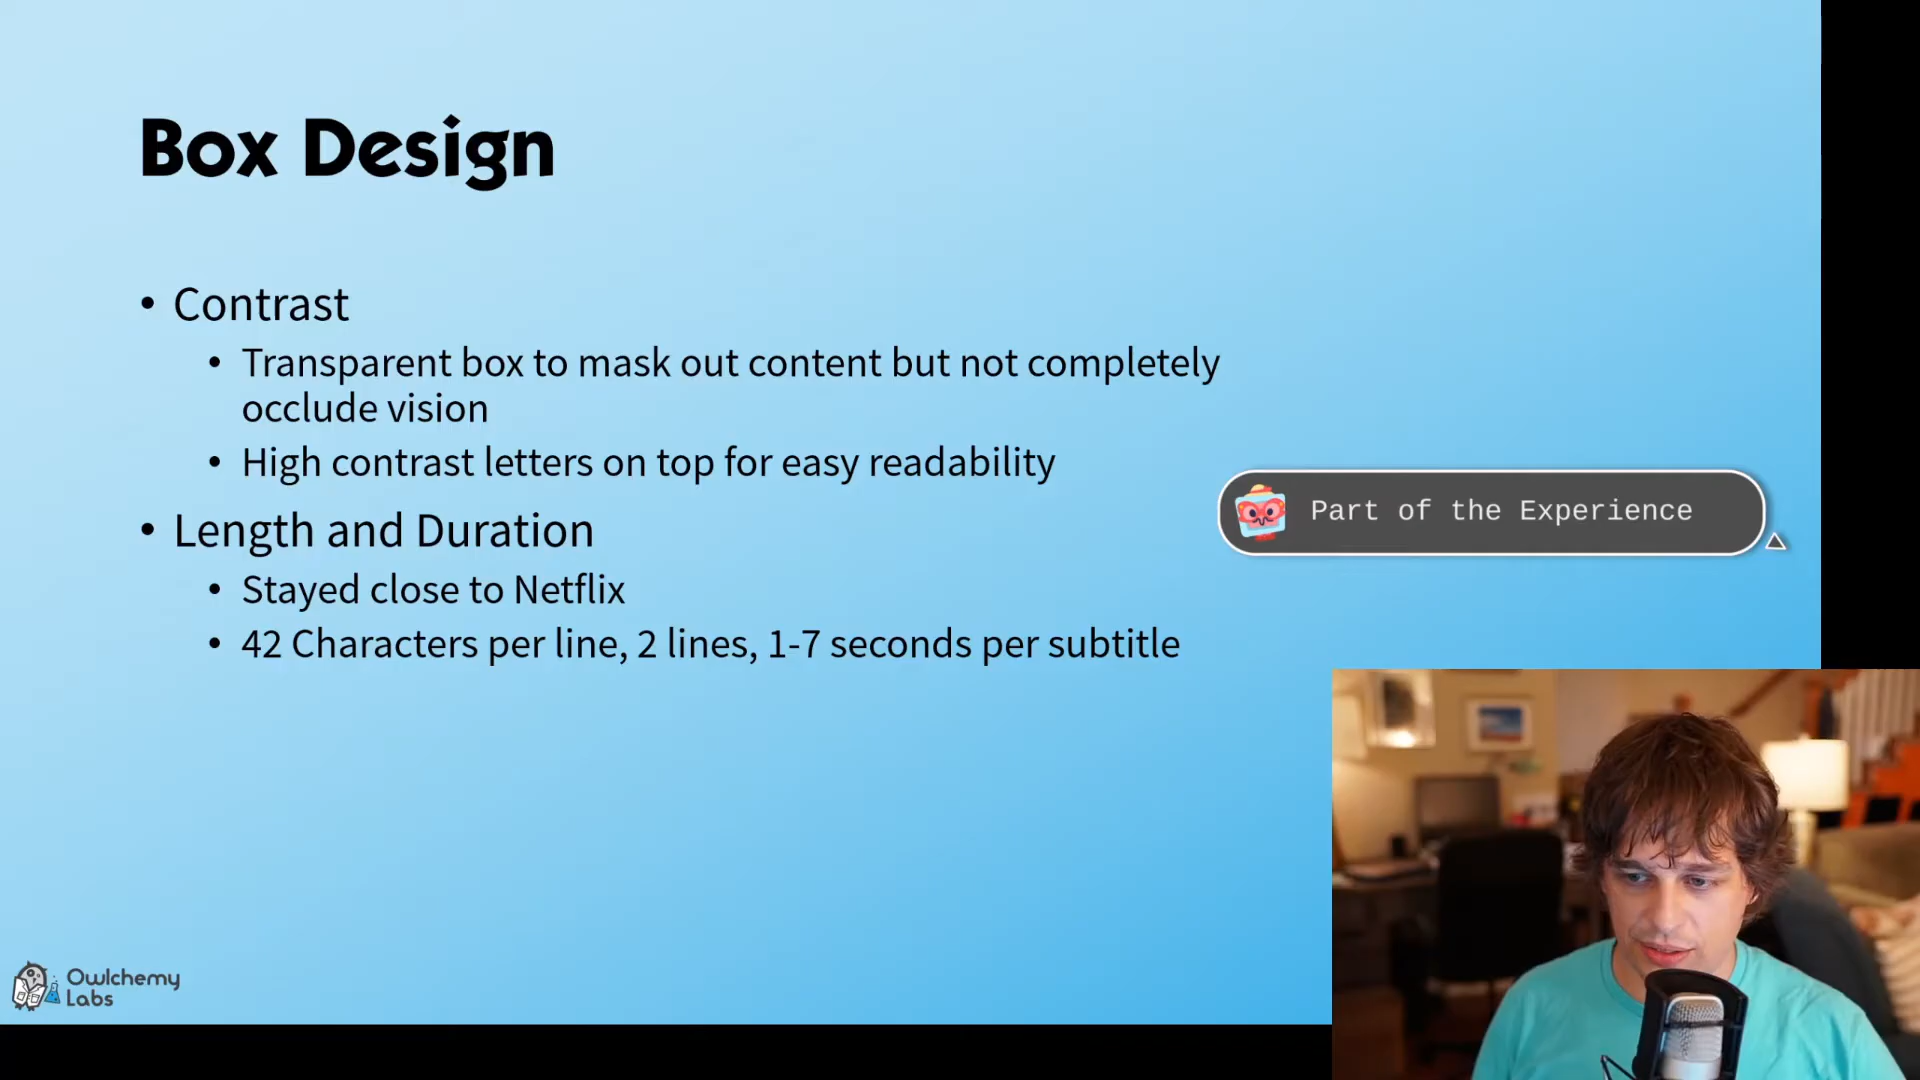 Box Design
• Contrast
• Transparent box to mask out content but not completely
occlude vision
• High contrast letters on top for easy readability
• Length and Duration
• Stayed close to Netflix
• 42 Characters per line, 2 lines, 1-7 seconds per subtitle
Part of the Experience
Owlchemy
Labs